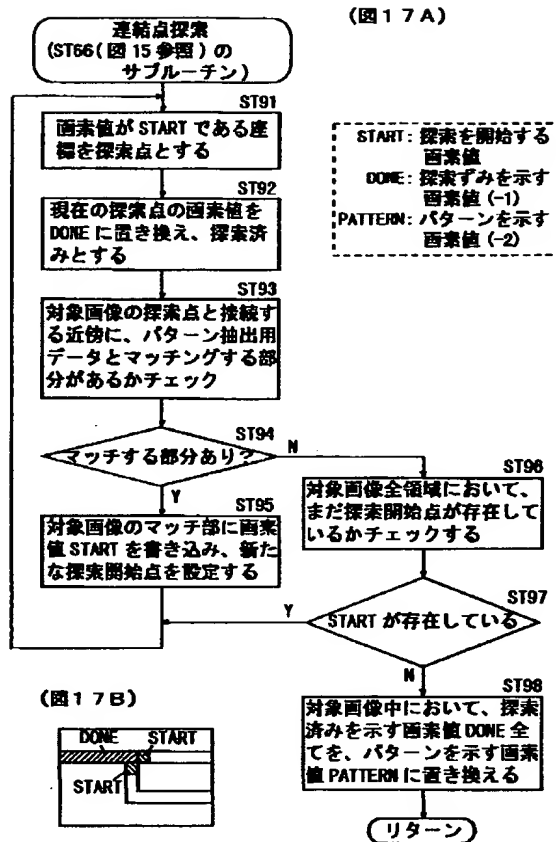 (図17A)
連結点探索
(ST66(図15参照)の
サブルーチン)
START: 探索を開始する
画素値
DONE: 探索ずみを示す
画素値(-1)
PATTERN: パターンを示す
画素値(-2)
ST91
画素値がSTARTである座
標を探索点とする
ST92
現在の探索点の画素値を
DONEに置き換え、探索済
みとする
ST93
対象画像の探索点と接続す
る近傍に、パターン抽出用
データとマッチングする部
分があるかチェック
ST94
マッチする部分あり?
N
Y
ST95
対象画像のマッチ部に画素
値STARTを書き込み、新た
な探索開始点を設定する
ST96
対象画像全領域において、
まだ探索開始点が存在して
いるかチェックする
ST97
STARTが存在している
Y
N
ST98
対象画像中において、探索
済みを示す画素値DONE全
てを、パターンを示す画素
値PATTERNに置き換える
リターン
(図17B)
DONE
START
START